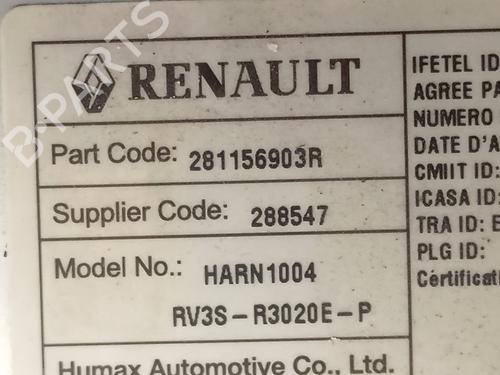 RENAULT
Part Code: 281156903R
Supplier Code: 288547
Model No.: HARN1004
RV3S-R3020E-P
Humax Automotive Co., Ltd.
IFETEL ID
AGREE PA
NUMERO
DATE D'A
CMIIT ID:
ICASA ID:
TRA ID: E
PLG ID:
Certificati
B-PARTS